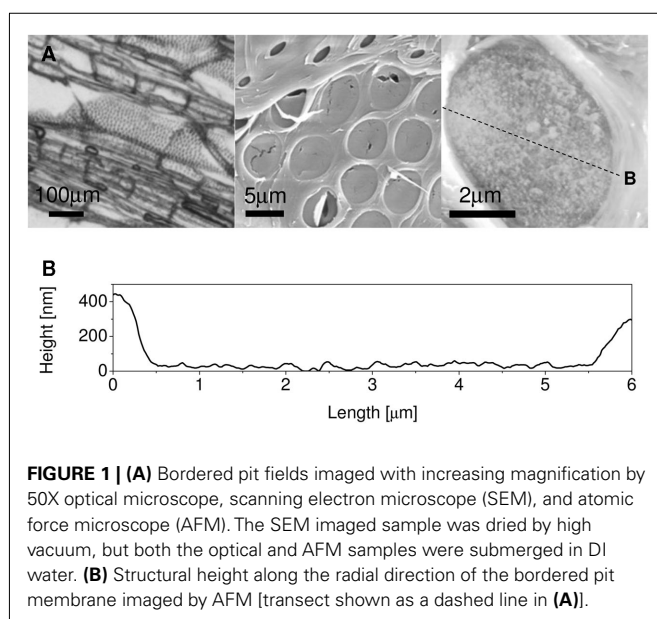 A
100μm
5μm
2μm
B
B
Height [nm]
400
200
0
0 1 2 3 4 5 6
Length [μm]
FIGURE 1 | (A) Bordered pit fields imaged with increasing magnification by
50X optical microscope, scanning electron microscope (SEM), and atomic
force microscope (AFM). The SEM imaged sample was dried by high
vacuum, but both the optical and AFM samples were submerged in DI
water. (B) Structural height along the radial direction of the bordered pit
membrane imaged by AFM [transect shown as a dashed line in (A)].